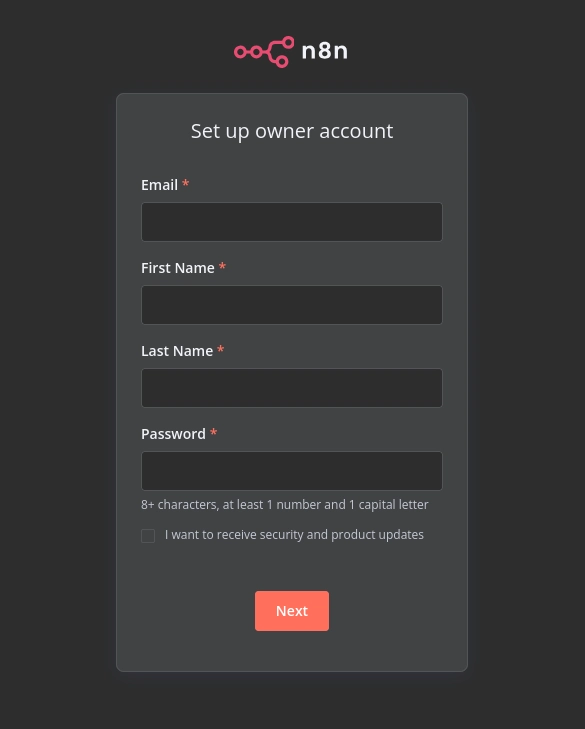 n8n
Set up owner account
Email *
First Name *
Last Name *
Password *
8+ characters, at least 1 number and 1 capital letter
I want to receive security and product updates
Next